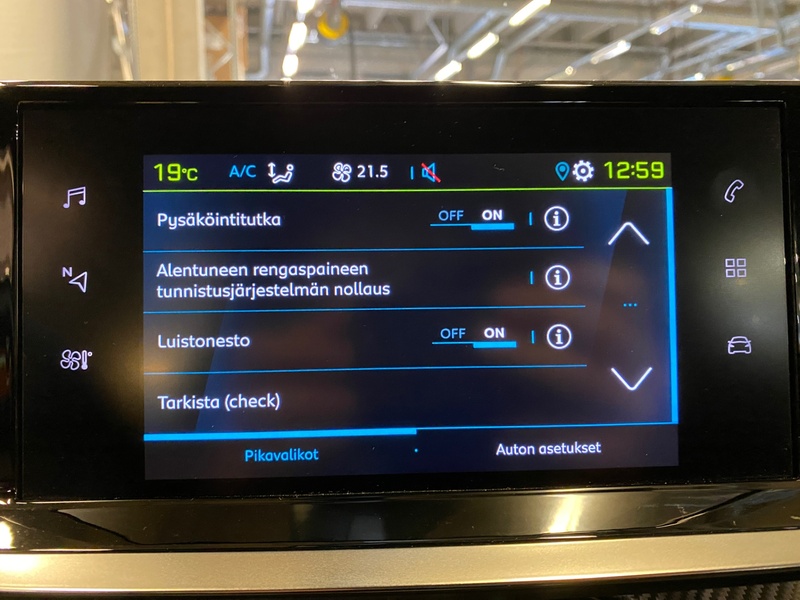 19°C A/C 21.5 12:59
Pysäköintitutka OFF ON i
Alentuneen rengaspaineen
tunnistusjärjestelmän nollaus i
Luistonesto OFF ON i
Tarkista (check)
Pikavalikot Auton asetukset
N